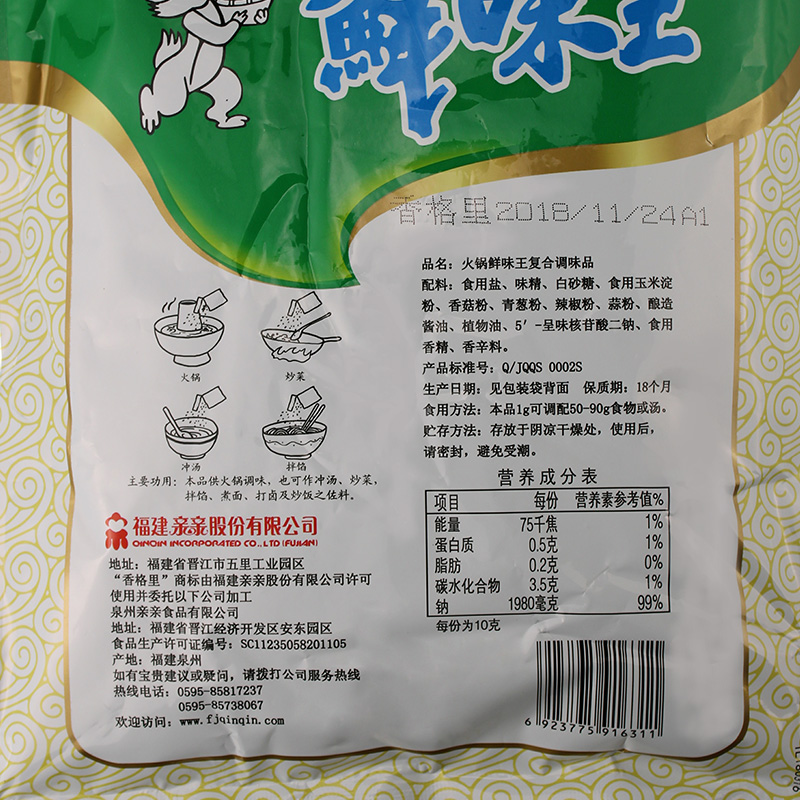 鲜味王
香格里2018/11/24A1
品名：火锅鲜味王复合调味品
配料：食用盐、味精、白砂糖、食用玉米淀
粉、香菇粉、青葱粉、辣椒粉、蒜粉、酿造
酱油、植物油、5′-呈味核苷酸二钠、食用
香精、香辛料。
产品标准号：Q/JQQS 0002S
生产日期：见包装袋背面 保质期：18个月
食用方法：本品1g可调配50-90g食物或汤。
贮存方法：存放于阴凉干燥处，使用后，
请密封，避免受潮。
火锅 炒菜
冲汤 拌馅
主要功用：本品供火锅调味，也可作冲汤、炒菜，
拌馅、煮面、打卤及炒饭之佐料。
福建亲亲股份有限公司
QINQIN INCORPORATED CO.,LTD(FUJIAN)
地址：福建省晋江市五里工业园区
“香格里”商标由福建亲亲股份有限公司许可
使用并委托以下公司加工
泉州亲亲食品有限公司
地址：福建省晋江经济开发区安东园区
食品生产许可证编号：SC11235058201105
产地：福建泉州
如有宝贵建议或疑问，请拨打公司服务热线
热线电话：0595-85817237
0595-85738067
欢迎访问：www.fjqinqin.com
营养成分表
项目 每份 营养素参考值%
能量 75千焦 1%
蛋白质 0.5克 1%
脂肪 0.2克 0%
碳水化合物 3.5克 1%
钠 1980毫克 99%
每份为10克
6 923775 916311